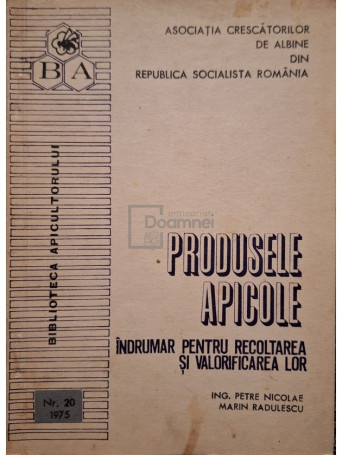 BA
ASOCIAȚIA CRESCĂTORILOR
DE ALBINE
DIN
REPUBLICA SOCIALISTA ROMÂNIA
BIBLIOTECA APICULTORULUI
Doamnei
PRODUSELE
APICOLE
ÎNDRUMAR PENTRU RECOLTAREA
ȘI VALORIFICAREA LOR
ING. PETRE NICOLAE
MARIN RADULESCU
Nr. 20
1975